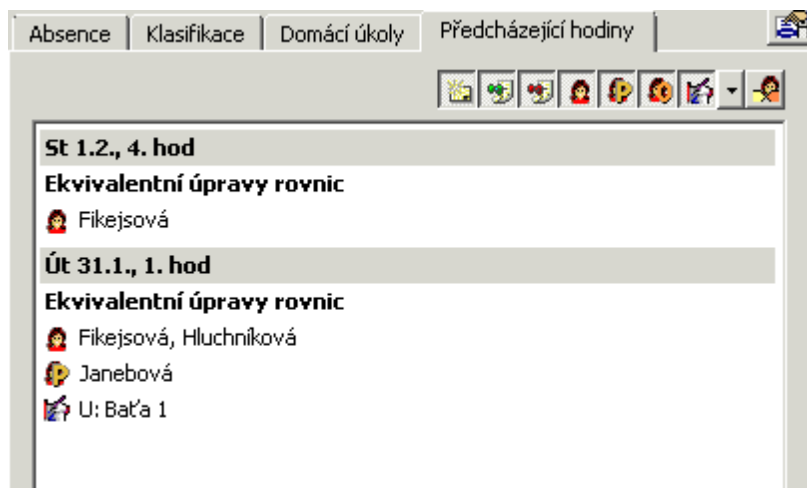 Absence Klasifikace Domácí úkoly Předcházející hodiny
St 1.2., 4. hod
Ekvivalentní úpravy rovnic
Fikejsová
Út 31.1., 1. hod
Ekvivalentní úpravy rovnic
Fikejsová, Hluchníková
Janebová
U: Baťa 1